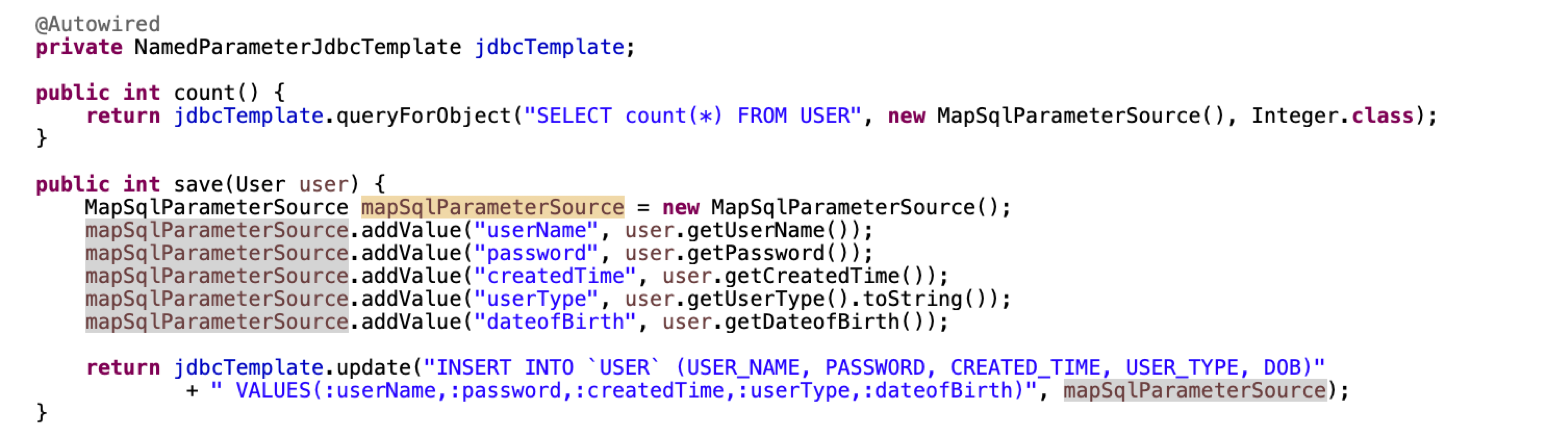 @Autowired
private NamedParameterJdbcTemplate jdbcTemplate;
public int count() {
return jdbcTemplate.queryForObject("SELECT count(*) FROM USER", new MapSqlParameterSource(), Integer.class);
}
public int save(User user) {
MapSqlParameterSource mapSqlParameterSource = new MapSqlParameterSource();
mapSqlParameterSource.addValue("userName", user.getUserName());
mapSqlParameterSource.addValue("password", user.getPassword());
mapSqlParameterSource.addValue("createdTime", user.getCreatedTime());
mapSqlParameterSource.addValue("userType", user.getUserType().toString());
mapSqlParameterSource.addValue("dateofBirth", user.getDateofBirth());
return jdbcTemplate.update("INSERT INTO `USER` (USER_NAME, PASSWORD, CREATED_TIME, USER_TYPE, DOB)"
+ " VALUES(:userName,:password,:createdTime,:userType,:dateofBirth)", mapSqlParameterSource);
}